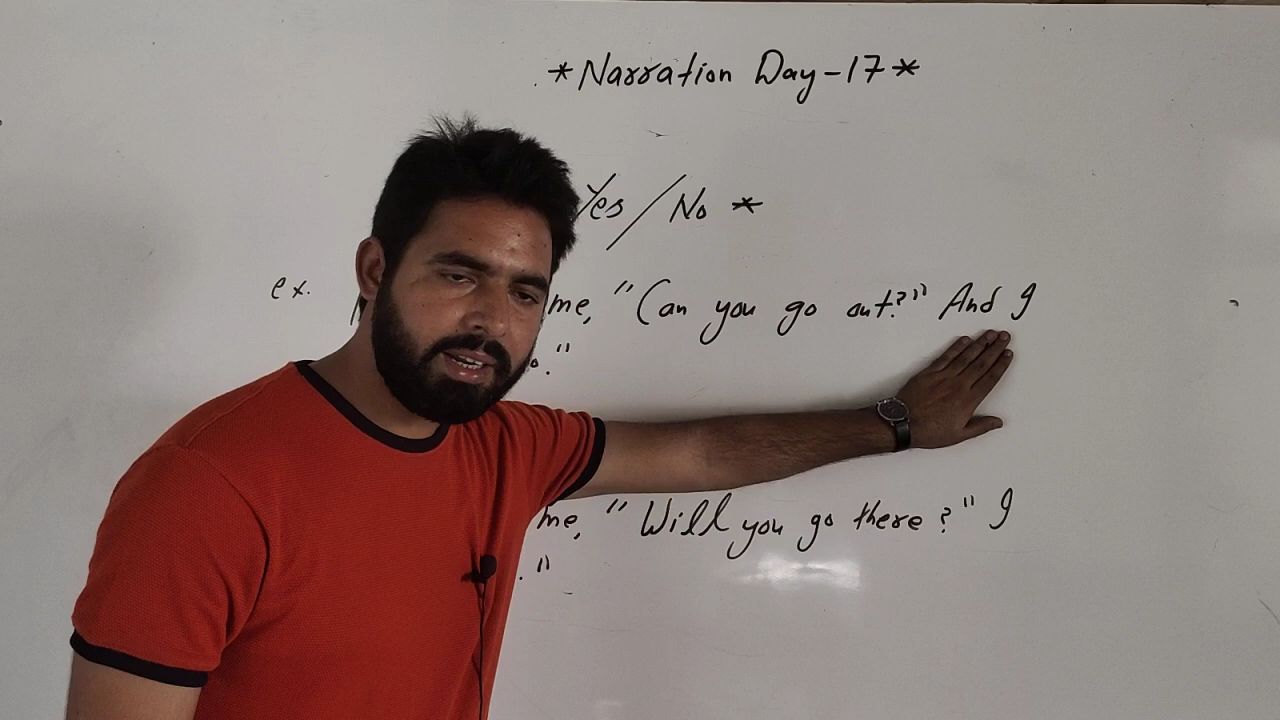 *Narration Day-17*
Yes/No *
ex. me, "Can you go out?" And I
."
me, "Will you go there?" I
."